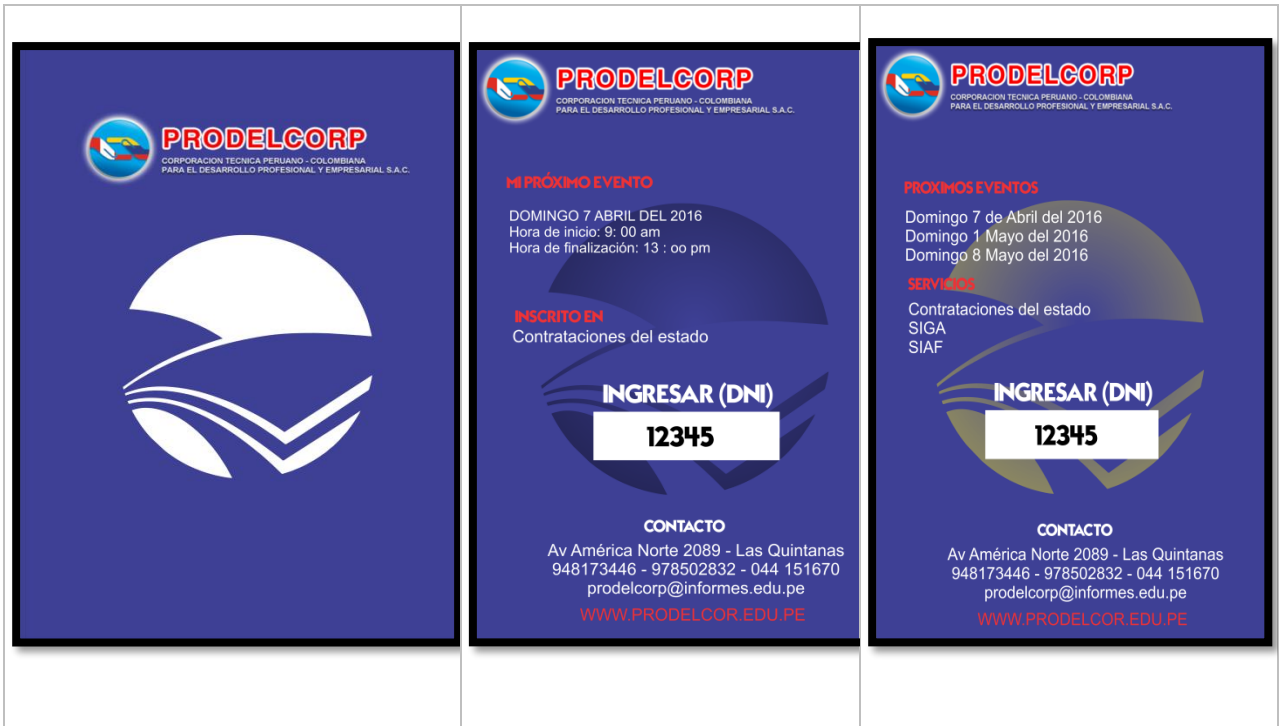 PRODELCORP
CORPORACION TECNICA PERUANO - COLOMBIANA
PARA EL DESARROLLO PROFESIONAL Y EMPRESARIAL S.A.C.
PRODELCORP
CORPORACION TECNICA PERUANO - COLOMBIANA
PARA EL DESARROLLO PROFESIONAL Y EMPRESARIAL S.A.C.
MI PRÓXIMO EVENTO
DOMINGO 7 ABRIL DEL 2016
Hora de inicio: 9: 00 am
Hora de finalización: 13 : oo pm
INSCRITO EN
Contrataciones del estado
INGRESAR (DNI)
12345
CONTACTO
Av América Norte 2089 - Las Quintanas
948173446 - 978502832 - 044 151670
prodelcorp@informes.edu.pe
WWW.PRODELCOR.EDU.PE
PRODELCORP
CORPORACION TECNICA PERUANO - COLOMBIANA
PARA EL DESARROLLO PROFESIONAL Y EMPRESARIAL S.A.C.
PROXIMOS EVENTOS
Domingo 7 de Abril del 2016
Domingo 1 Mayo del 2016
Domingo 8 Mayo del 2016
SERVICIOS
Contrataciones del estado
SIGA
SIAF
INGRESAR (DNI)
12345
CONTACTO
Av América Norte 2089 - Las Quintanas
948173446 - 978502832 - 044 151670
prodelcorp@informes.edu.pe
WWW.PRODELCOR.EDU.PE